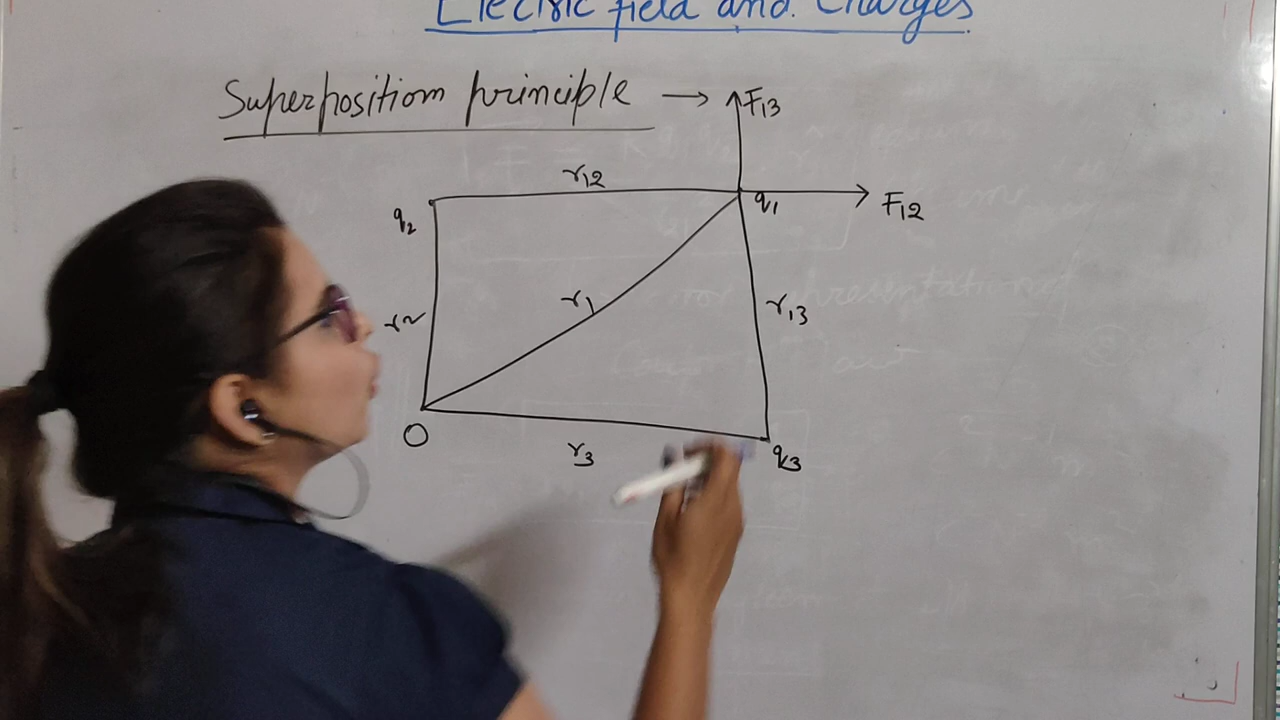 Electric field and Charges
Superposition principle → F13
r12
q2
q1
F12
r2
r1
r13
O
r3
q3